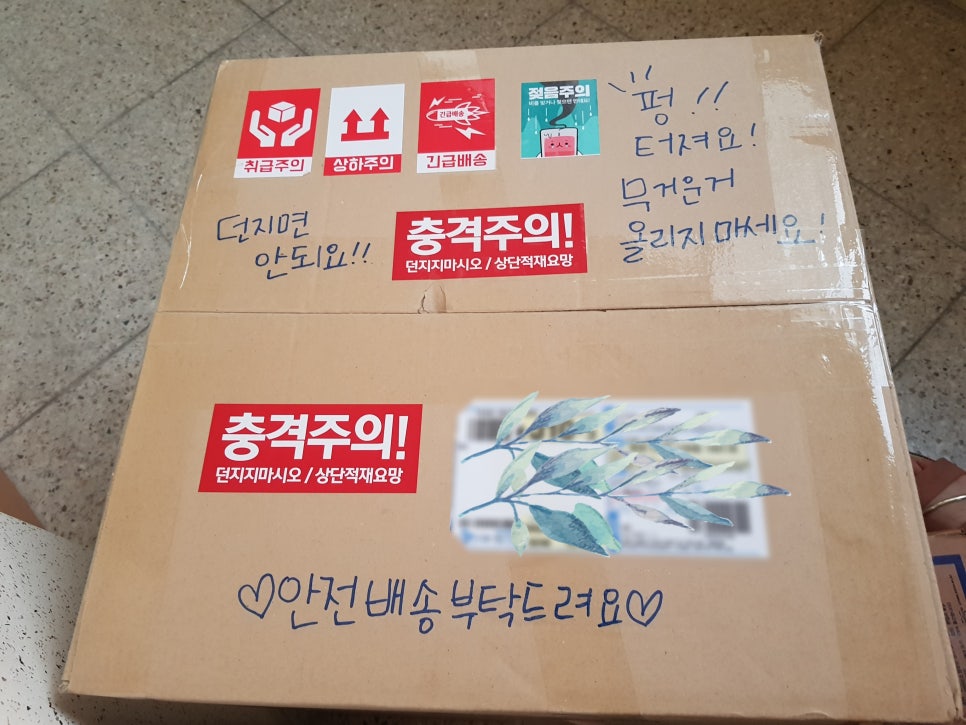 취급주의
상하주의
긴급배송
긴급배송
젖음주의
펑!!
터져요!
무거운거
올리지 마세요!
던지면
안되요!!
충격주의!
던지지마시오 / 상단적재요망
충격주의!
던지지마시오 / 상단적재요망
♡안전배송부탁드려요♡